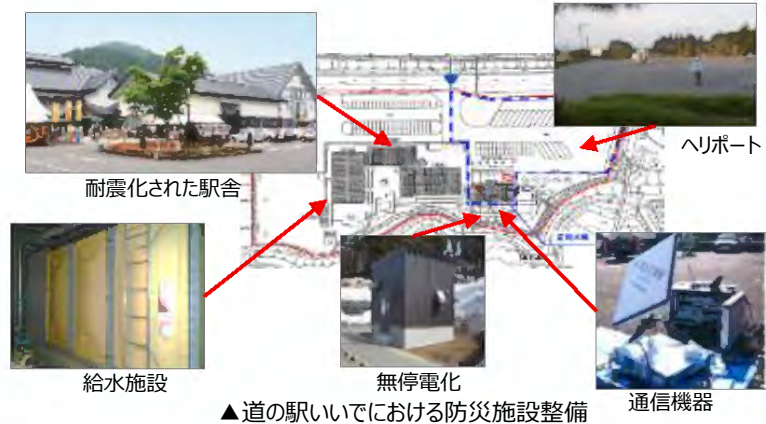 耐震化された駅舎
ヘリポート
給水施設
無停電化
通信機器
▲道の駅いいでにおける防災施設整備